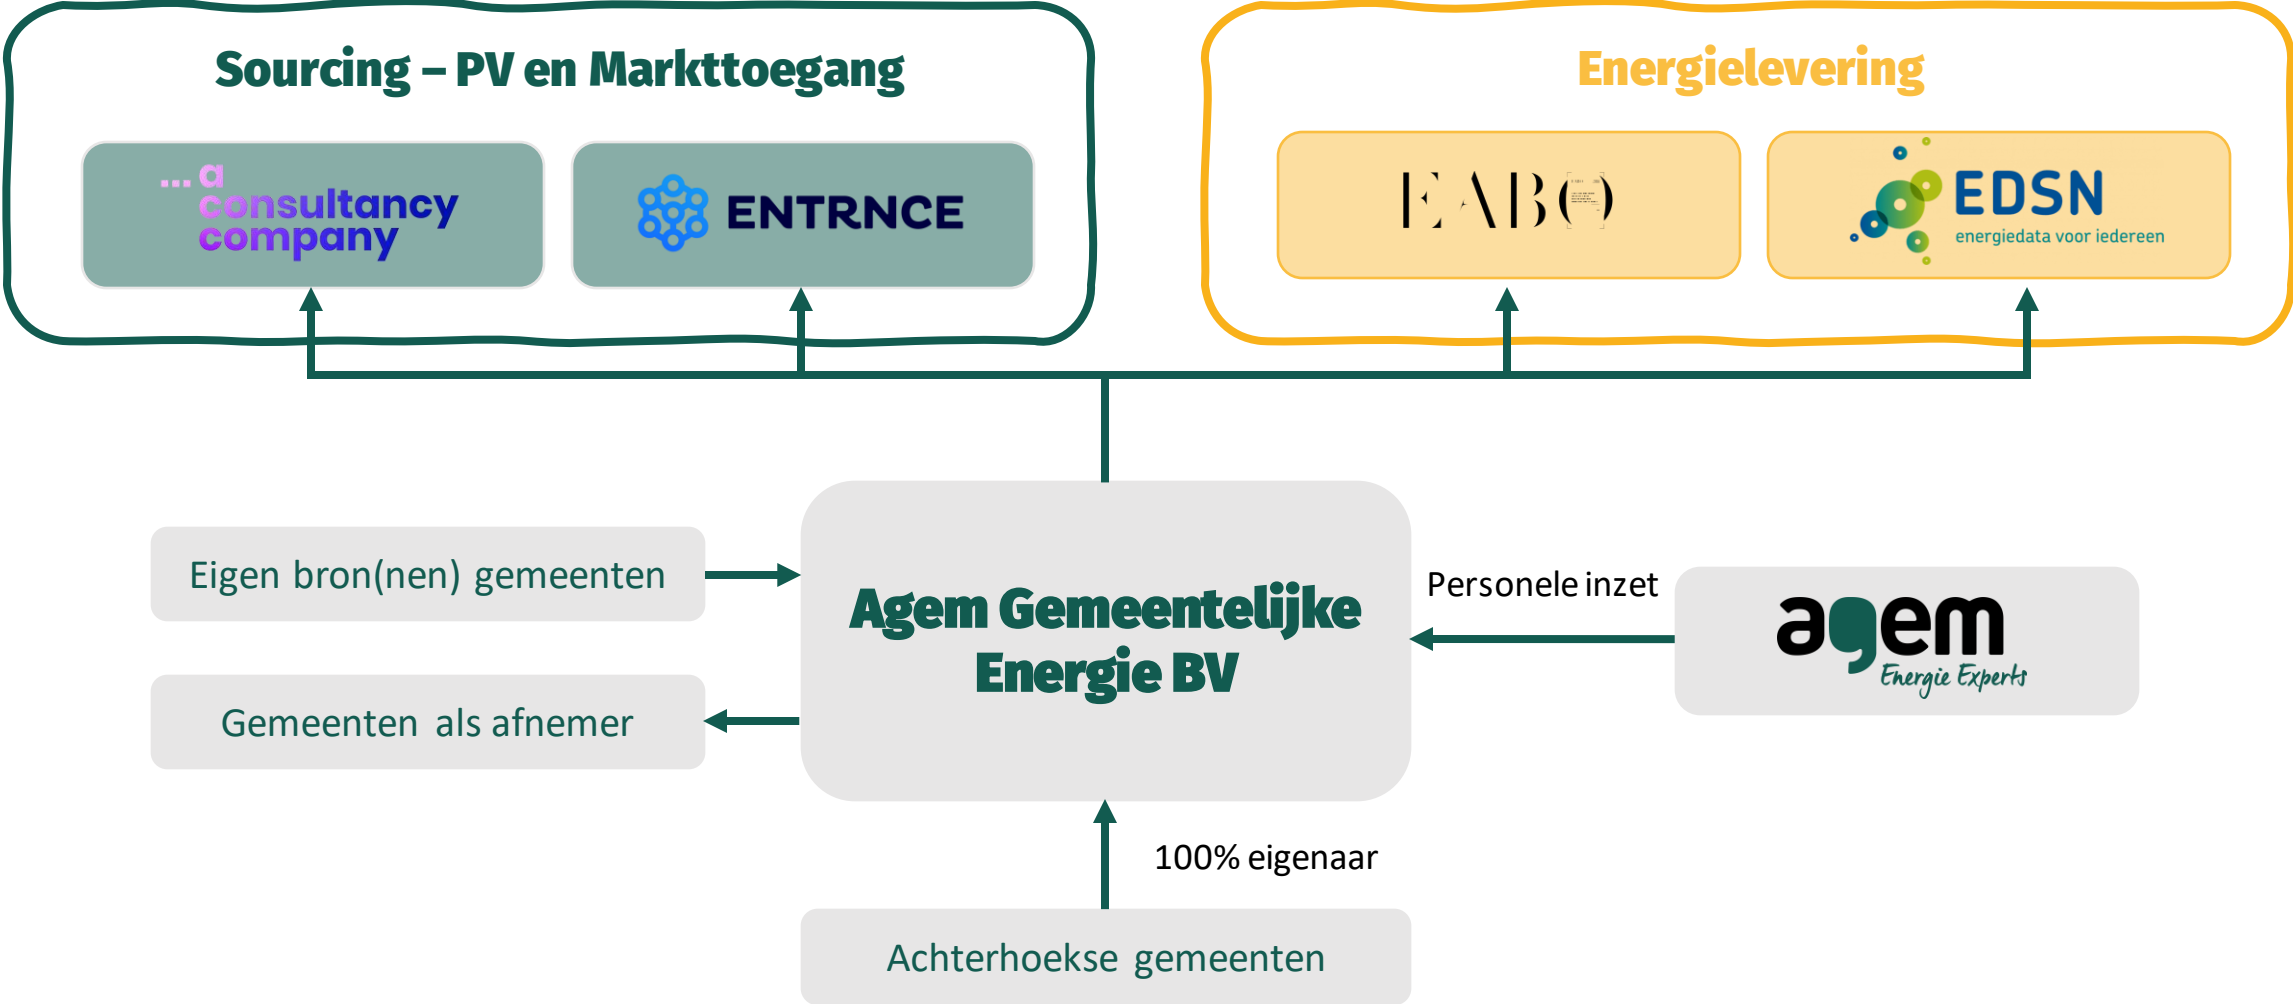 Sourcing – PV en Markttoegang
... a
consultancy
company
ENTRNCE
Energielevering
EABO
EDSN
energiedata voor iedereen
Eigen bron(nen) gemeenten
Gemeenten als afnemer
Agem Gemeentelijke
Energie BV
Personele inzet
agem
Energie Experts
100% eigenaar
Achterhoekse gemeenten